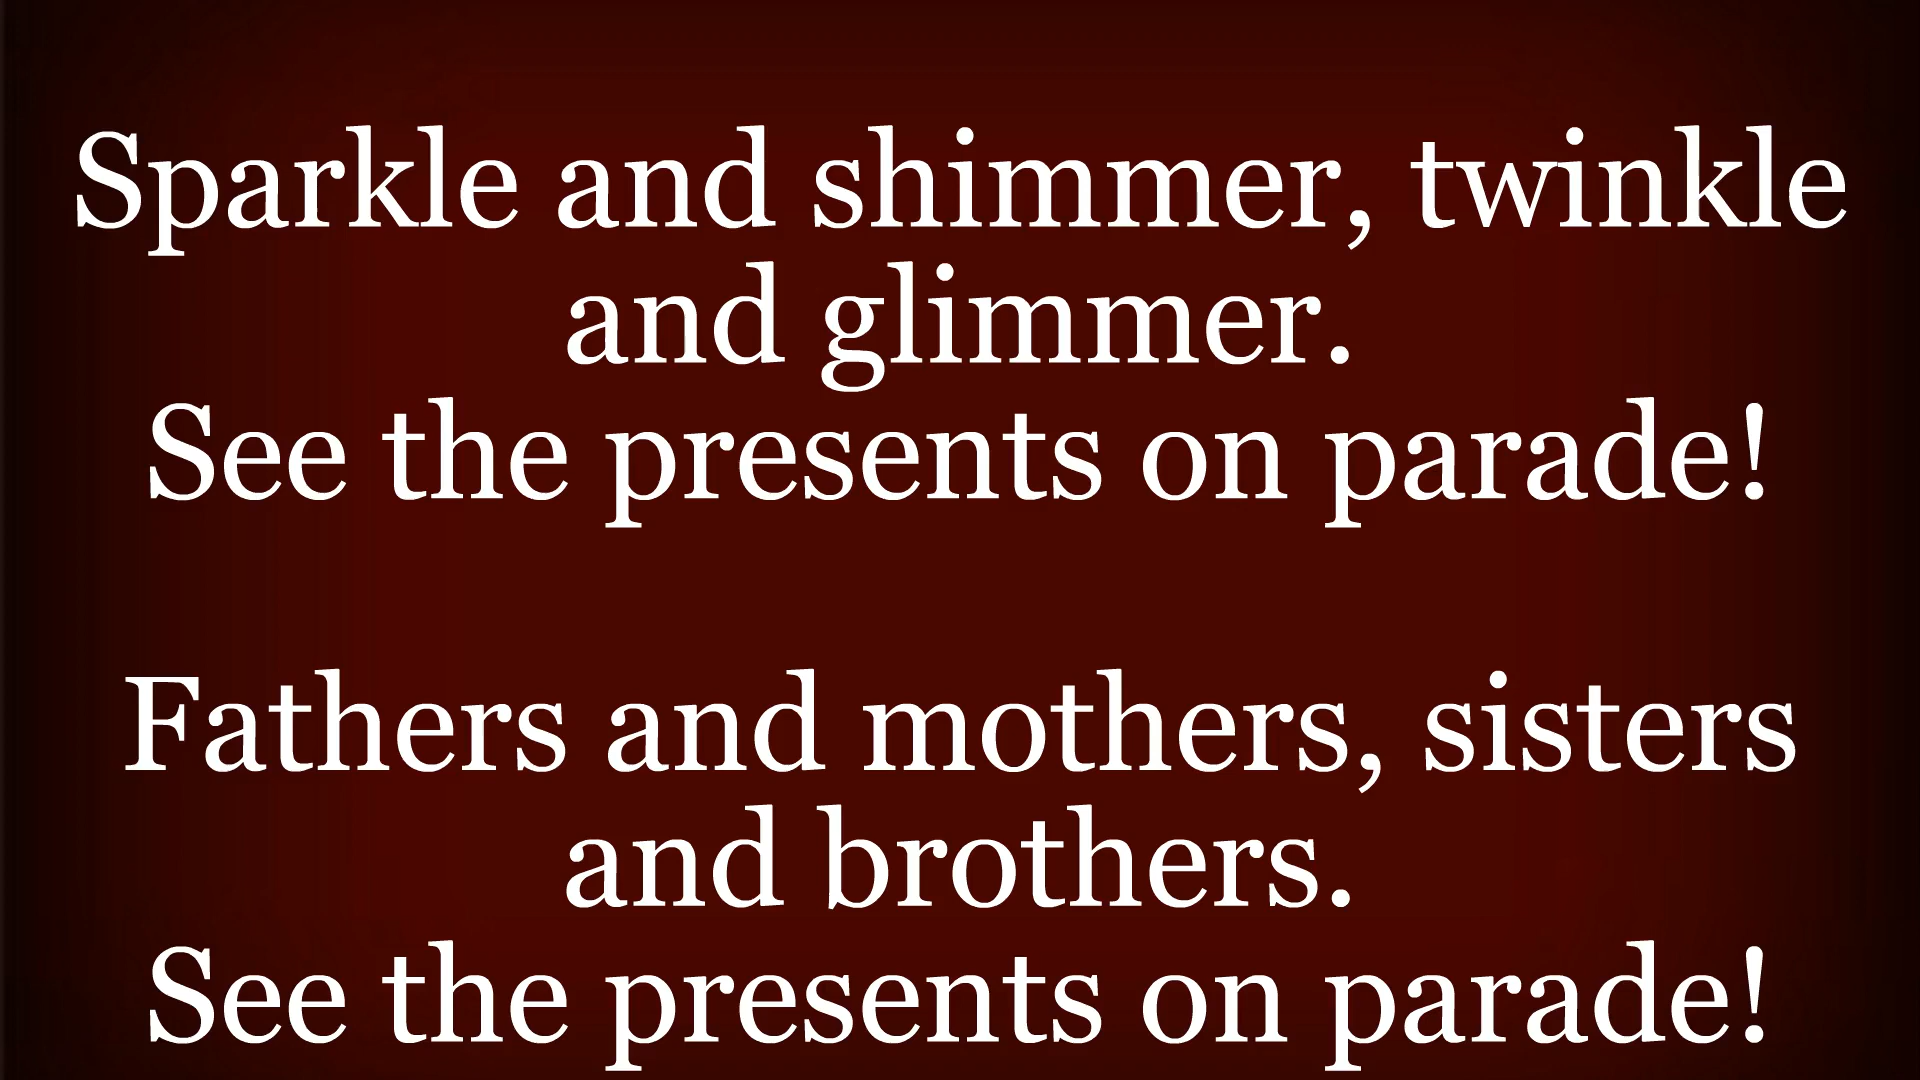 Sparkle and shimmer, twinkle
and glimmer.
See the presents on parade!
Fathers and mothers, sisters
and brothers.
See the presents on parade!